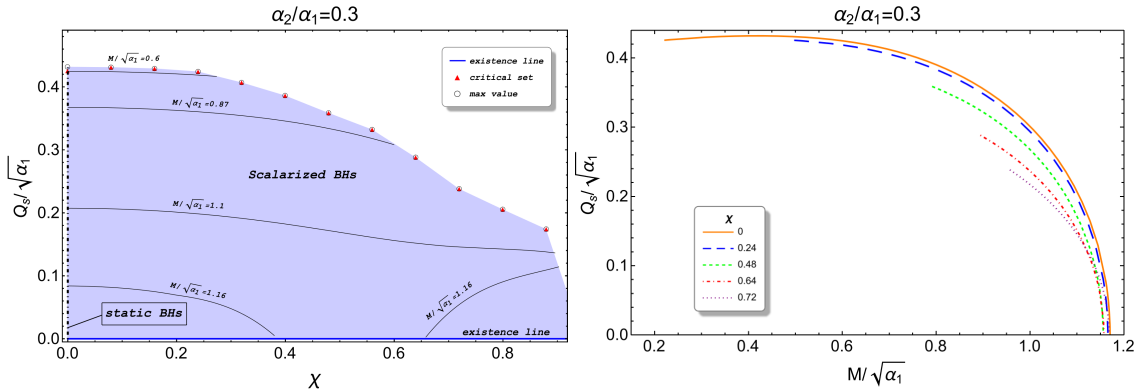 α₂/α₁=0.3
Qₛ/√α₁
0.4
0.3
0.2
0.1
0.0
M/√α₁=0.6
M/√α₁=0.87
Scalarized BHs
M/√α₁=1.1
M/√α₁=1.16
M/√α₁=1.16
static BHs
existence line
existence line
critical set
max value
0.0 0.2 0.4 0.6 0.8
χ
α₂/α₁=0.3
Qₛ/√α₁
0.4
0.3
0.2
0.1
0.0
χ
0
0.24
0.48
0.64
0.72
0.2 0.4 0.6 0.8 1.0 1.2
M/√α₁